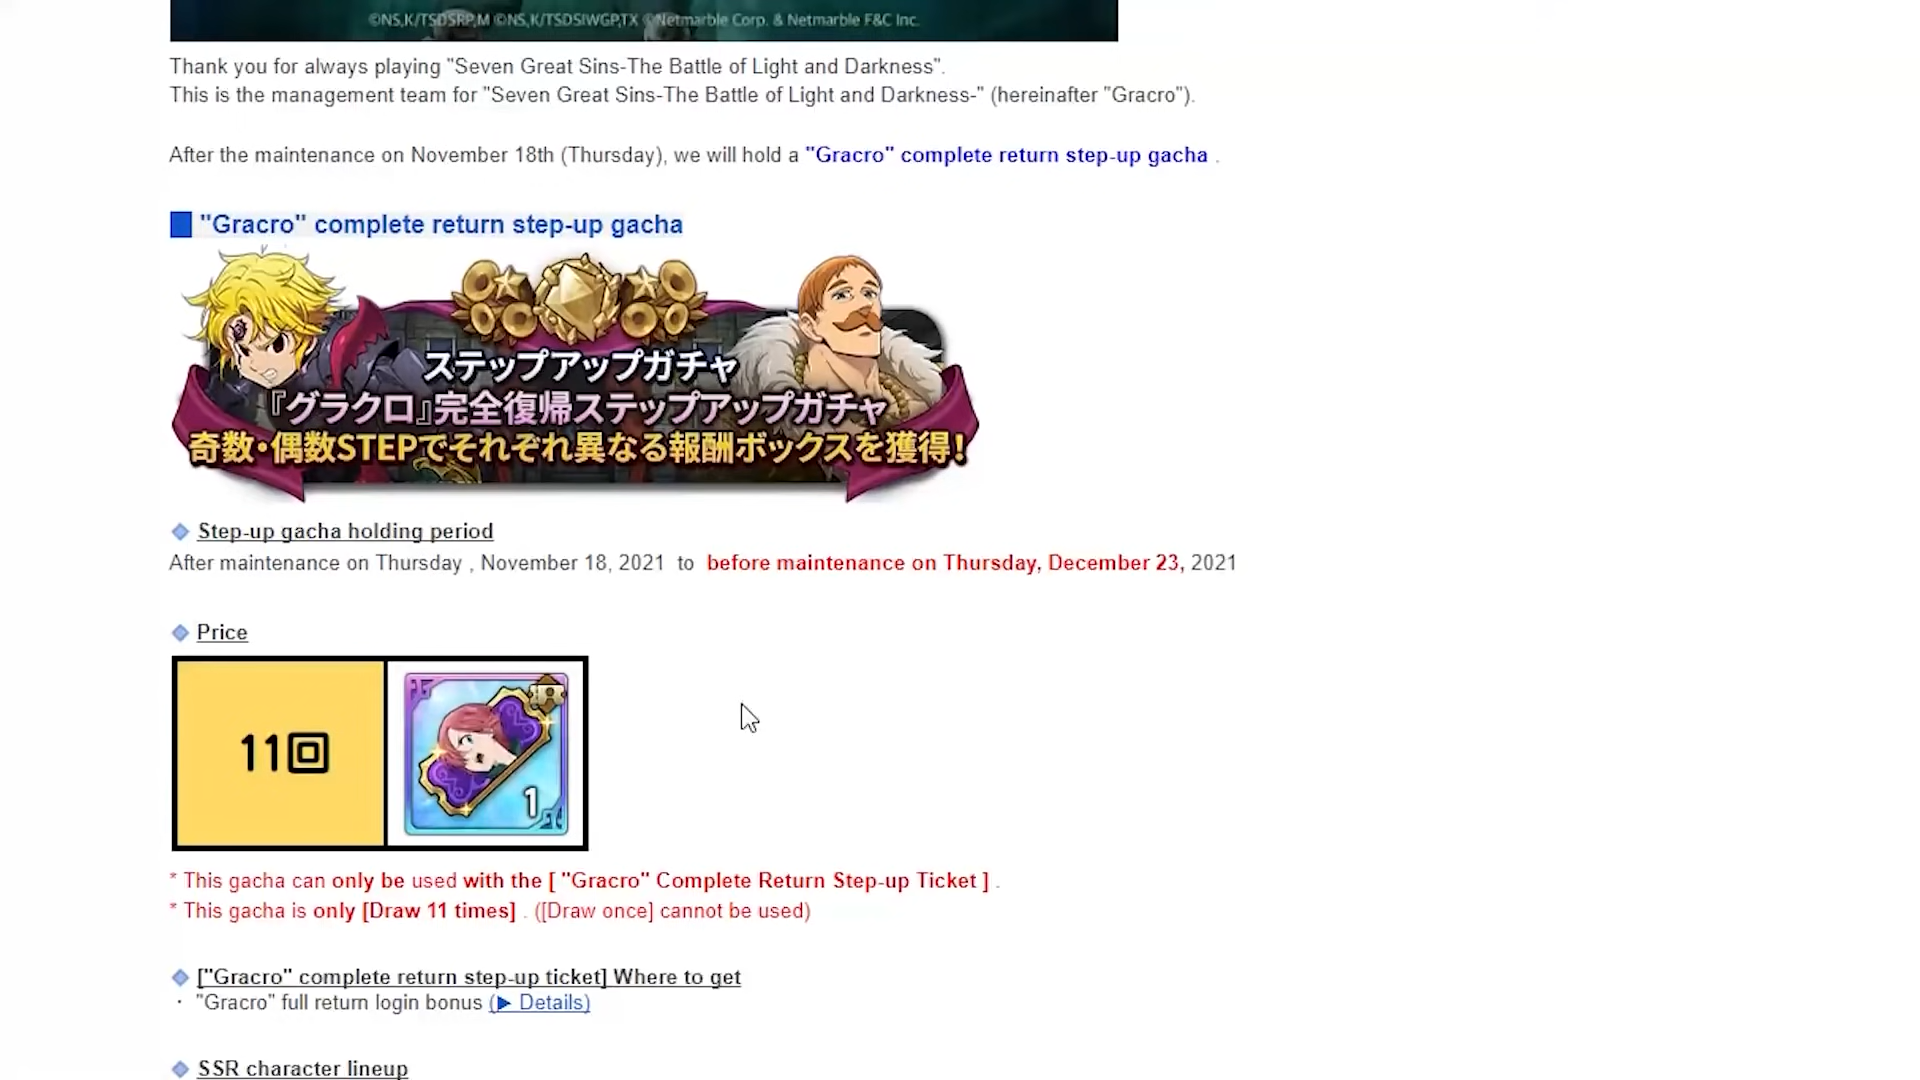 ©NS,K/TSDSRP,M ©NS,K/TSDSIWGP,TX ©Netmarble Corp. & Netmarble F&C Inc.
Thank you for always playing "Seven Great Sins-The Battle of Light and Darkness".
This is the management team for "Seven Great Sins-The Battle of Light and Darkness-" (hereinafter "Gracro").
After the maintenance on November 18th (Thursday), we will hold a "Gracro" complete return step-up gacha .
"Gracro" complete return step-up gacha
ステップアップガチャ
『グラクロ』完全復帰ステップアップガチャ
奇数・偶数STEPでそれぞれ異なる報酬ボックスを獲得!
Step-up gacha holding period
After maintenance on Thursday , November 18, 2021 to before maintenance on Thursday, December 23, 2021
Price
11回
1
* This gacha can only be used with the [ "Gracro" Complete Return Step-up Ticket ] .
* This gacha is only [Draw 11 times] . ([Draw once] cannot be used)
["Gracro" complete return step-up ticket] Where to get
・ "Gracro" full return login bonus (▶ Details)
SSR character lineup